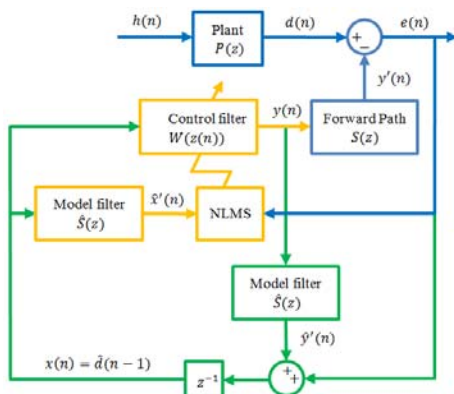 h(n)
Plant
P(z)
d(n)
+
−
e(n)
y′(n)
Control filter
W(z(n))
y(n)
Forward Path
S(z)
Model filter
Ŝ(z)
x̂′(n)
NLMS
Model filter
Ŝ(z)
ŷ′(n)
x(n) = d̂(n − 1)
z⁻¹
+
+